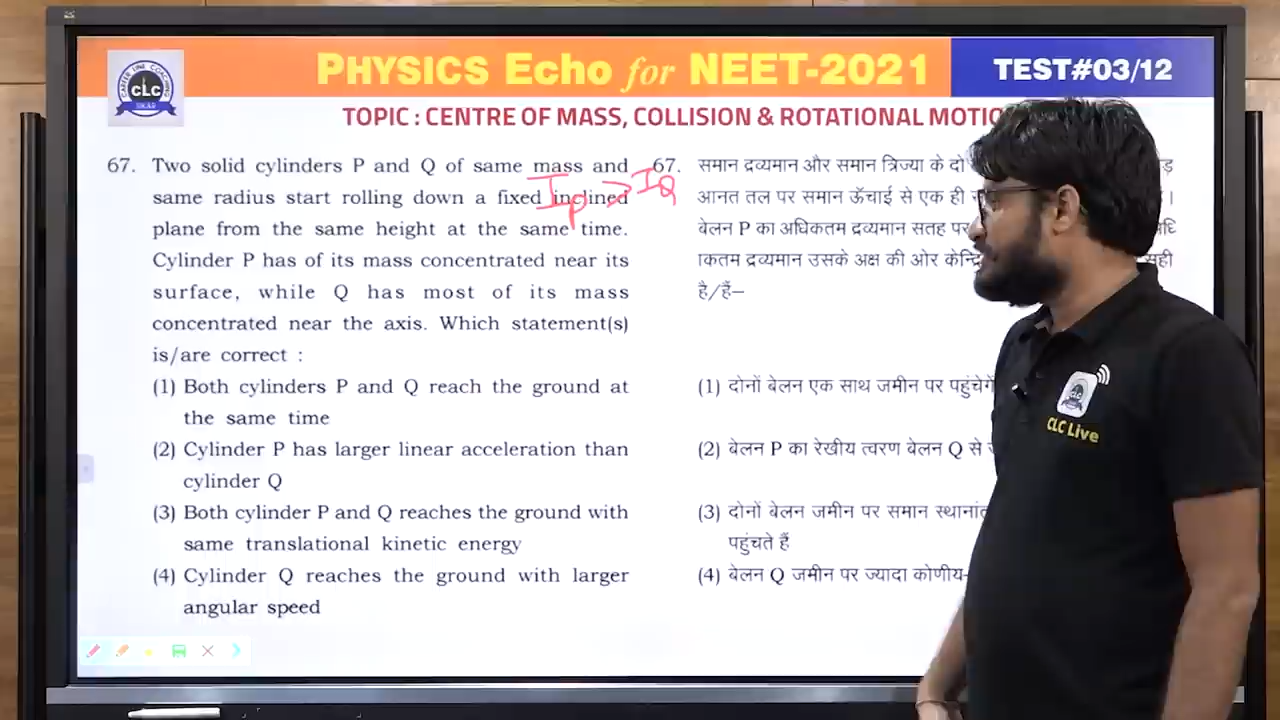 PHYSICS Echo for NEET-2021
TEST#03/12
CLC
SIKAR
TOPIC : CENTRE OF MASS, COLLISION & ROTATIONAL
67. Two solid cylinders P and Q of same mass and
same radius start rolling down a fixed inclined
plane from the same height at the same time.
Cylinder P has of its mass concentrated near its
surface, while Q has most of its mass
concentrated near the axis. Which statement(s)
is/are correct :
(1) Both cylinders P and Q reach the ground at
the same time
(2) Cylinder P has larger linear acceleration than
cylinder Q
(3) Both cylinder P and Q reaches the ground with
same translational kinetic energy
(4) Cylinder Q reaches the ground with larger
angular speed
Ip > IQ
67. समान द्रव्यमान और समान त्रिज्या के दो
आनत तल पर समान ऊँचाई से एक ही
बेलन P का अधिकतम द्रव्यमान सतह पर
ाकतम द्रव्यमान उसके अक्ष की ओर सही
है/हैं–
(1) दोनों बेलन एक साथ जमीन पर पहुंचेगें
(2) बेलन P का रेखीय त्वरण बेलन Q से
(3) दोनों बेलन जमीन पर समान
पहुंचते हैं
(4) बेलन Q जमीन पर ज्यादा कोणीय
CLC
CLC Live